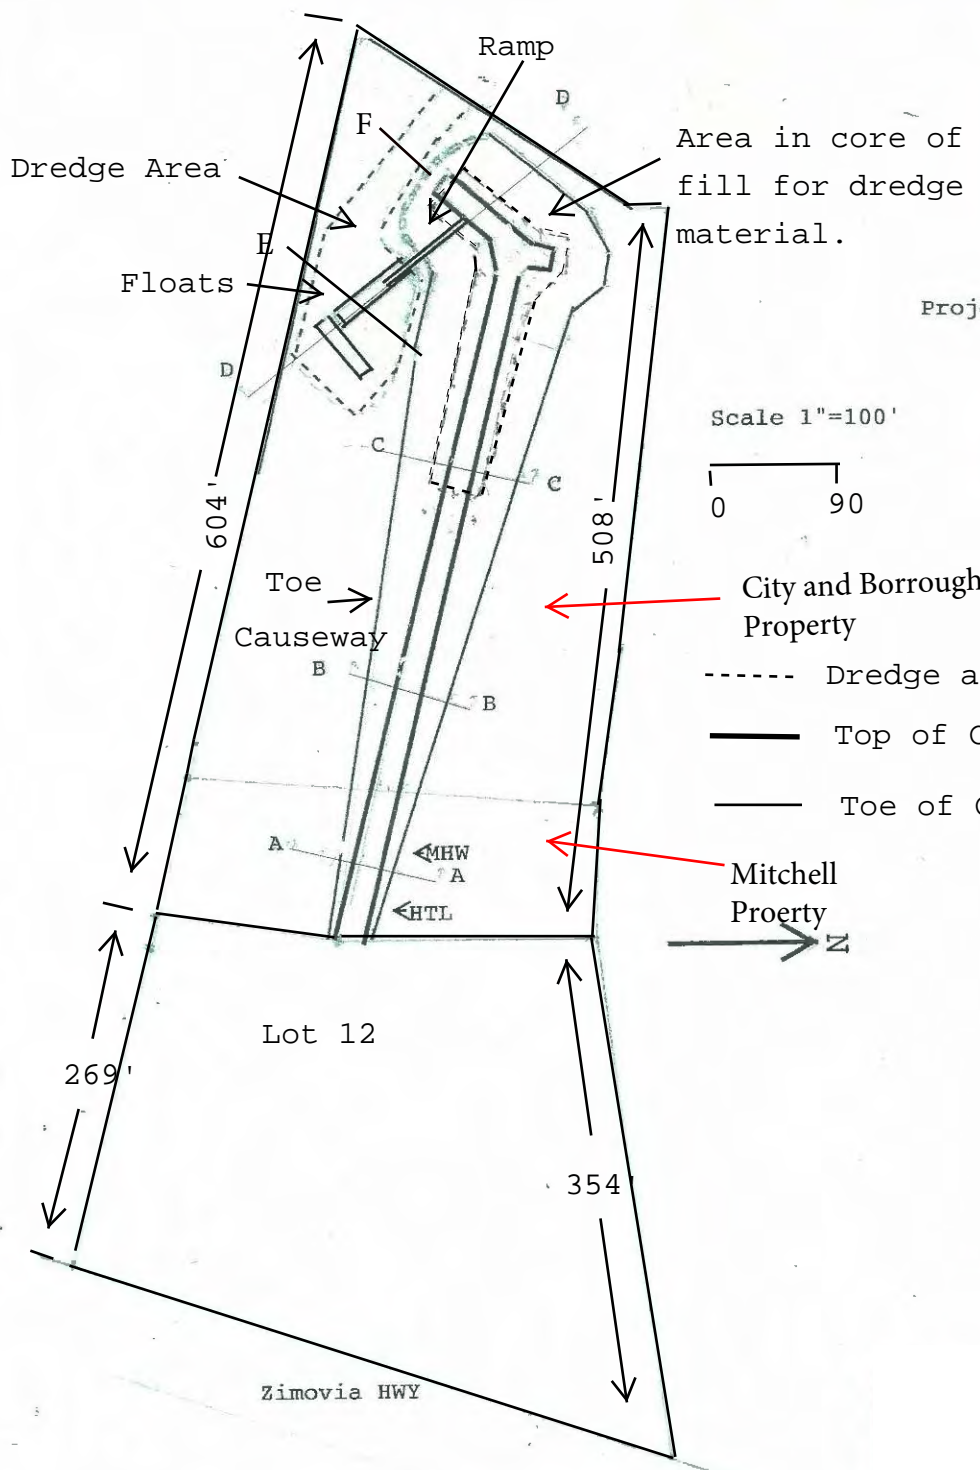 Ramp
D
F
Area in core of
fill for dredge
material.
Dredge Area
E
Floats
Proj
D
Scale 1"=100'
C
C
0 90
604'
508'
Toe
Causeway
City and Borrough
Property
B
B
Dredge a
Top of C
Toe of C
A
MHW
A
Mitchell
Proerty
HTL
N
Lot 12
269'
354'
Zimovia HWY